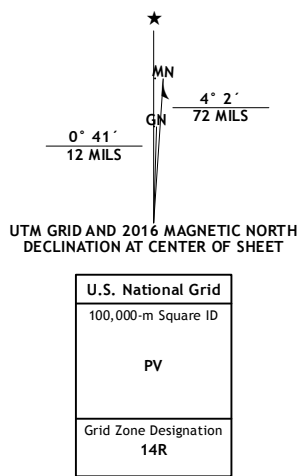 ★
MN
4° 2´
72 MILS
GN
0° 41´
12 MILS
UTM GRID AND 2016 MAGNETIC NORTH
DECLINATION AT CENTER OF SHEET
U.S. National Grid
100,000-m Square ID
PV
Grid Zone Designation
14R